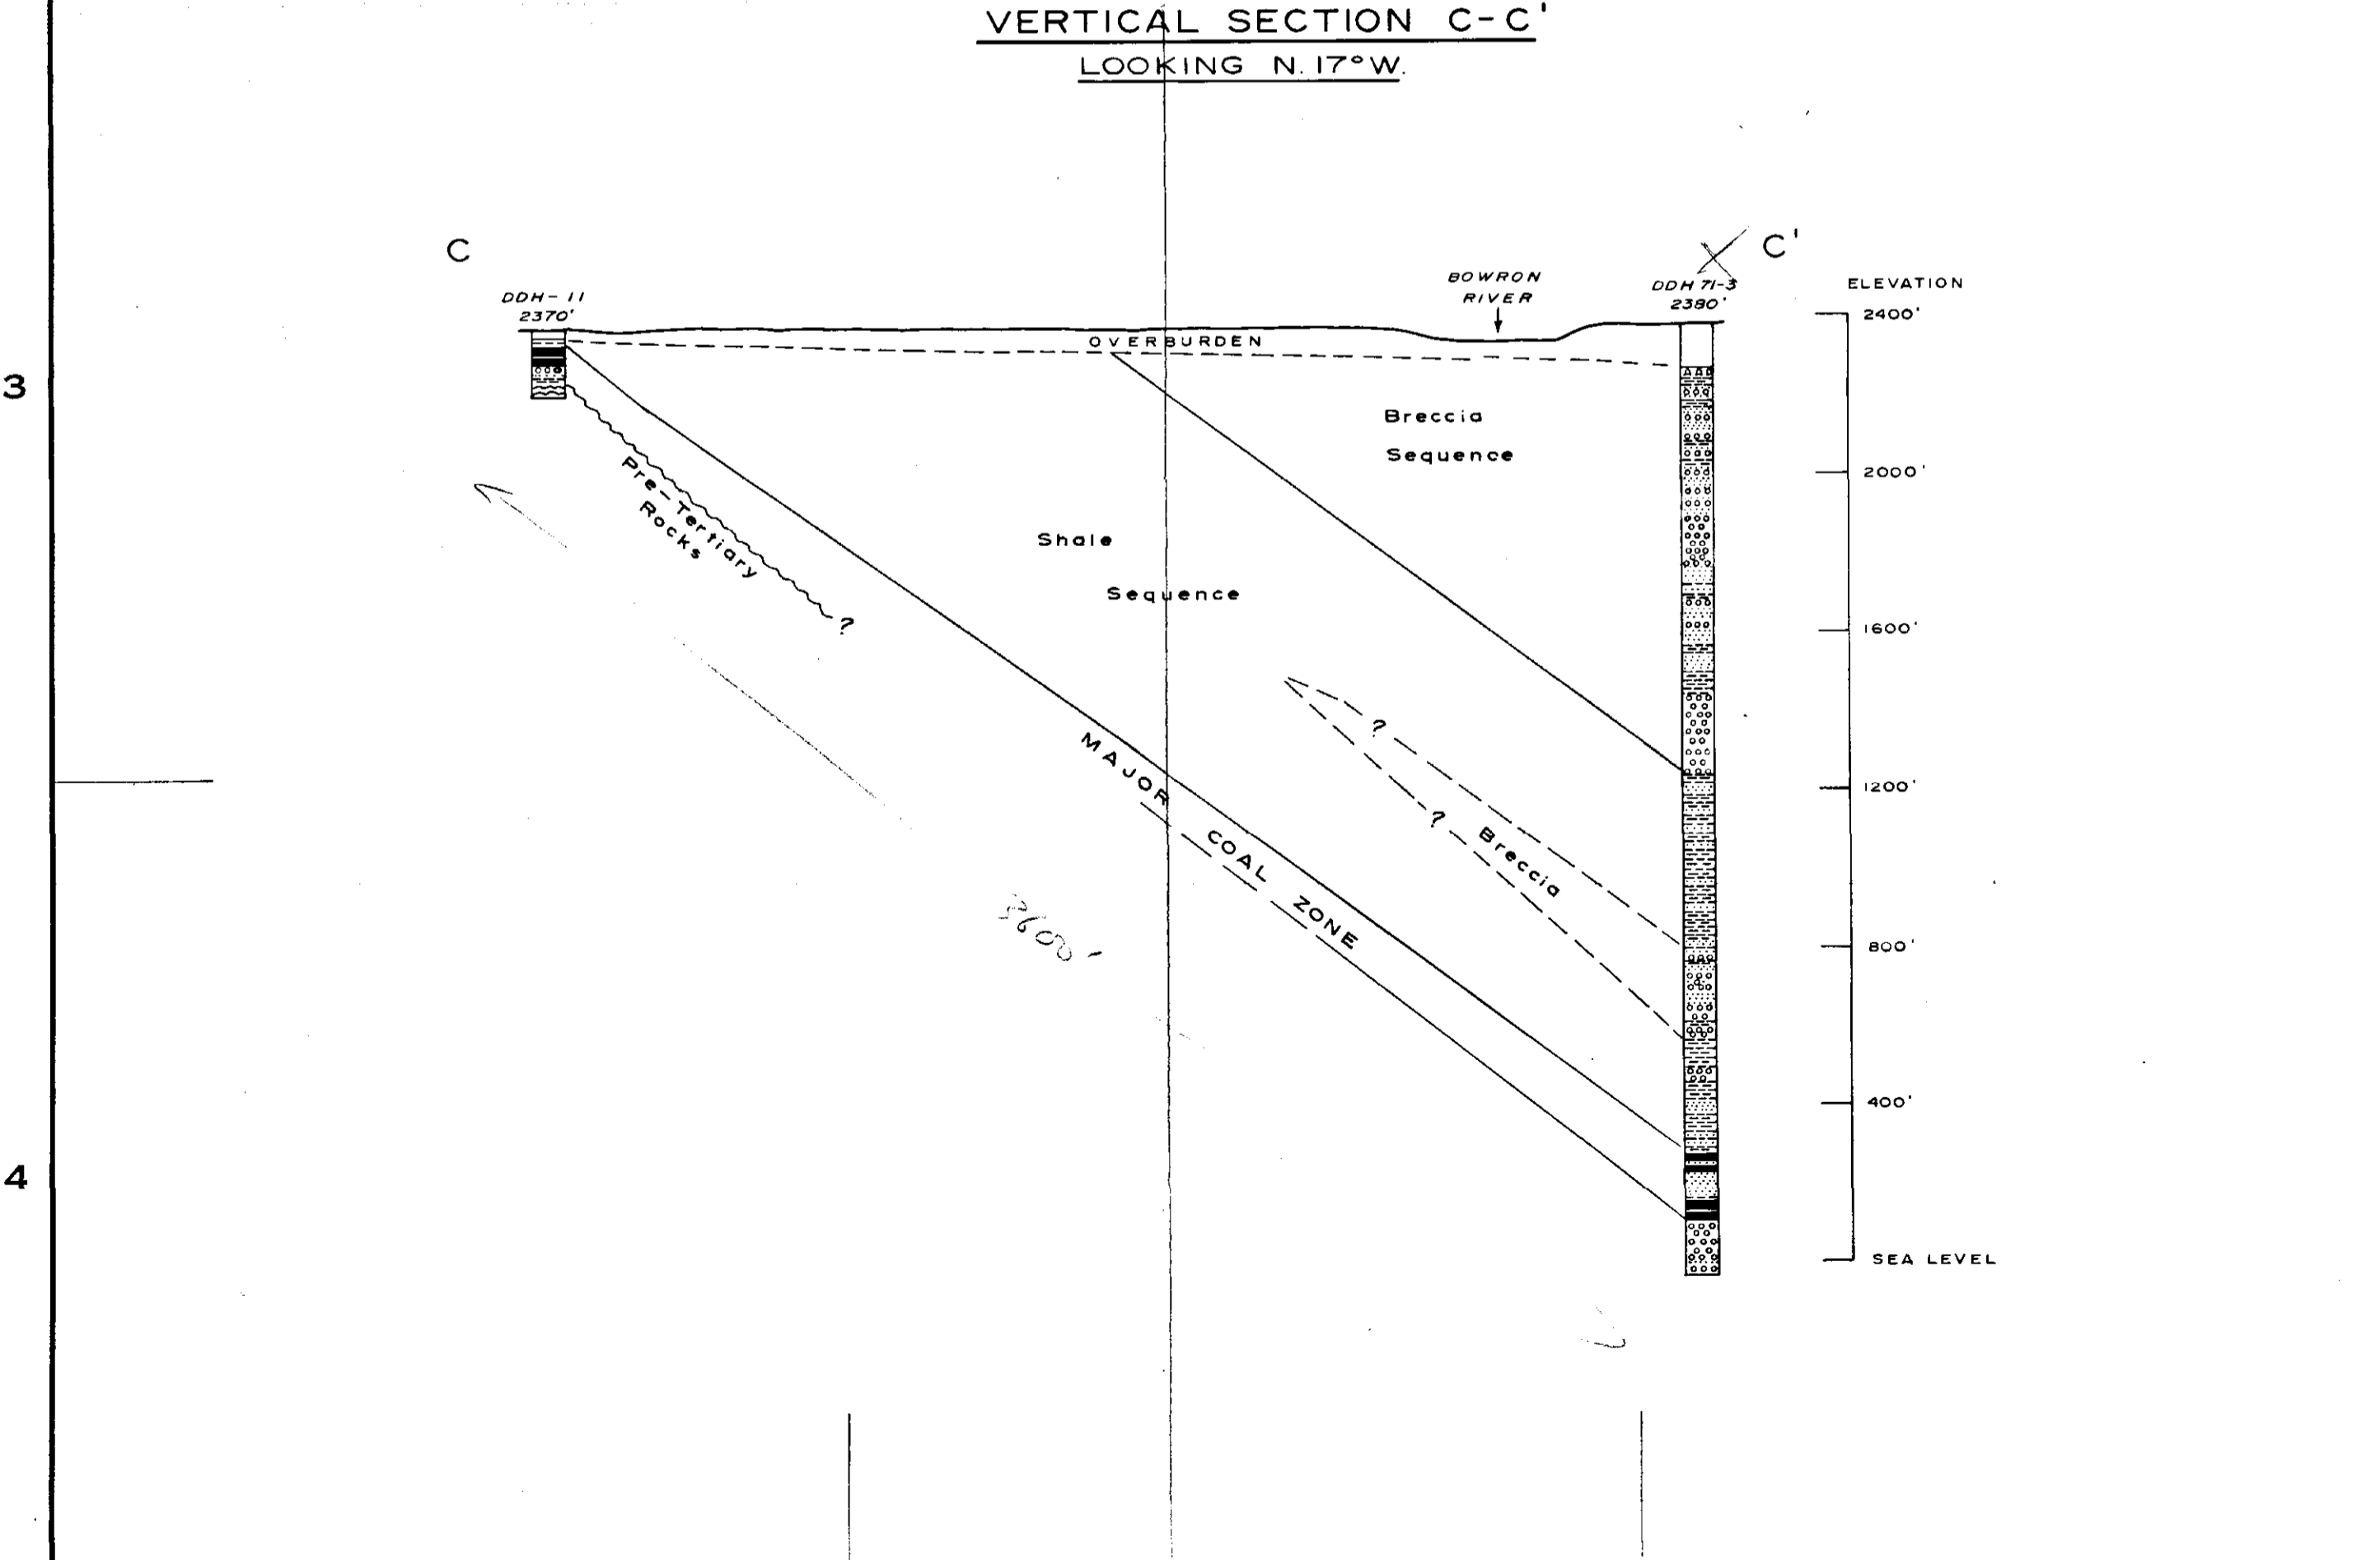 VERTICAL SECTION C-C'
LOOKING N. 17° W.
C
C'
DDH-11
2370'
BOWRON
RIVER
DDH 71-3
2380'
ELEVATION
2400'
OVERBURDEN
3
Breccia
Sequence
2000'
Pre-Tertiary
Rocks
?
Shale
Sequence
1600'
?
MAJOR COAL ZONE
1200'
?
Breccia
800'
3600'
400'
4
SEA LEVEL